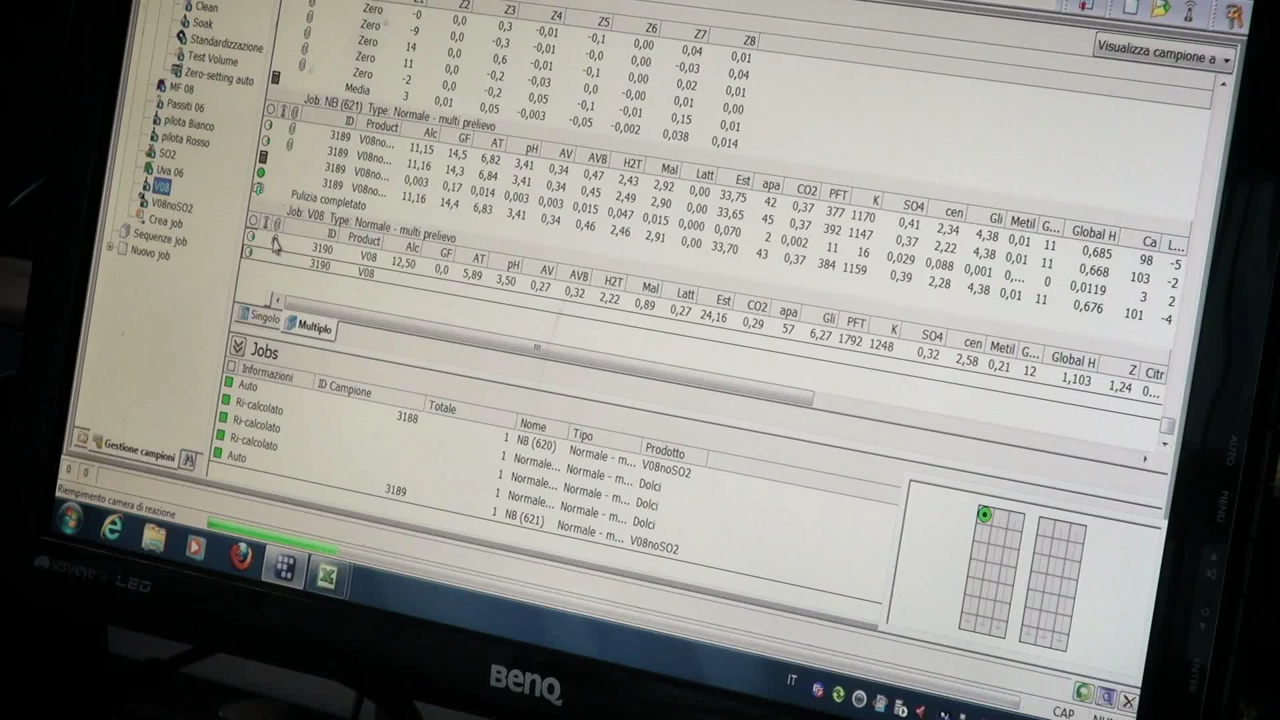 Clean
Soak
Standardizzazione
Test Volume
Zero-setting auto
MF 08
Passiti 06
pilota Bianco
pilota Rosso
SO2
Uva 06
V08
V08noSO2
Crea job
Sequenze job
Nuovo job
Gestione campioni
Visualizza campione a
Z2 Z3 Z4 Z5 Z6 Z7 Z8
Zero -0 0,0 0,3 -0,01 -0,1 0,00 0,04 0,01
Zero -9 0,0 -0,3 -0,01 -0,0 0,00 -0,03 0,04
Zero 14 0,0 0,6 -0,01 -0,1 0,00 0,02 0,01
Zero 11 0,0 -0,2 -0,03 -0,1 -0,00 0,01 0,00
Zero -2 0,0 -0,2 0,05 -0,1 -0,01 0,15 0,01
Media 3 0,01 0,05 -0,003 -0,05 -0,002 0,038 0,014
Job: NB (621) Type: Normale - multi prelievo
ID Product Alc GF AT pH AV AVB H2T Mal Latt Est apa CO2 PFT K SO4 cen Gli Metil G... Global H Ca L...
3189 V08no... 11,15 14,5 6,82 3,41 0,34 0,47 2,43 2,92 0,00 33,75 42 0,37 377 1170 0,41 2,24 4,38 0,01 11 0,685 98 -5
3189 V08no... 11,16 14,3 6,84 3,41 0,34 0,45 2,49 2,90 0,00 33,65 45 0,37 392 1147 0,37 2,22 4,38 0,01 11 0,668 103 -2
3189 V08no... 0,003 0,17 0,014 0,003 0,003 0,015 0,047 0,015 0,000 0,070 2 0,002 11 16 0,029 0,088 0,001 0,... 0 0,0119 3 2
3189 V08no... 11,16 14,4 6,83 3,41 0,34 0,46 2,46 2,91 0,00 33,70 43 0,37 384 1159 0,39 2,28 4,38 0,01 11 0,676 101 -4
Pulizia completato
Job: V08 Type: Normale - multi prelievo
ID Product Alc GF AT pH AV AVB H2T Mal Latt Est CO2 apa Gli PFT K SO4 cen Metil G... Global H Z Citr
3190 V08 12,50 0,0 5,89 3,50 0,27 0,32 2,22 0,89 0,27 24,16 0,29 57 6,27 1792 1248 0,32 2,58 0,21 12 1,103 1,24 0...
3190 V08
Singolo Multiplo
Jobs
Informazioni ID Campione Totale Nome Tipo Prodotto
Auto 3188 1 NB (620) Normale - m... V08noSO2
Ri-calcolato 1 Normale... Normale - m... Dolci
Ri-calcolato 1 Normale... Normale - m... Dolci
Ri-calcolato 1 Normale... Normale - m... Dolci
Auto 3189 1 NB (621) Normale - m... V08noSO2
0 0
Riempimento camera di reazione
CAP
IT
senseye LED
BenQ
AUTO
MENU
ENTER